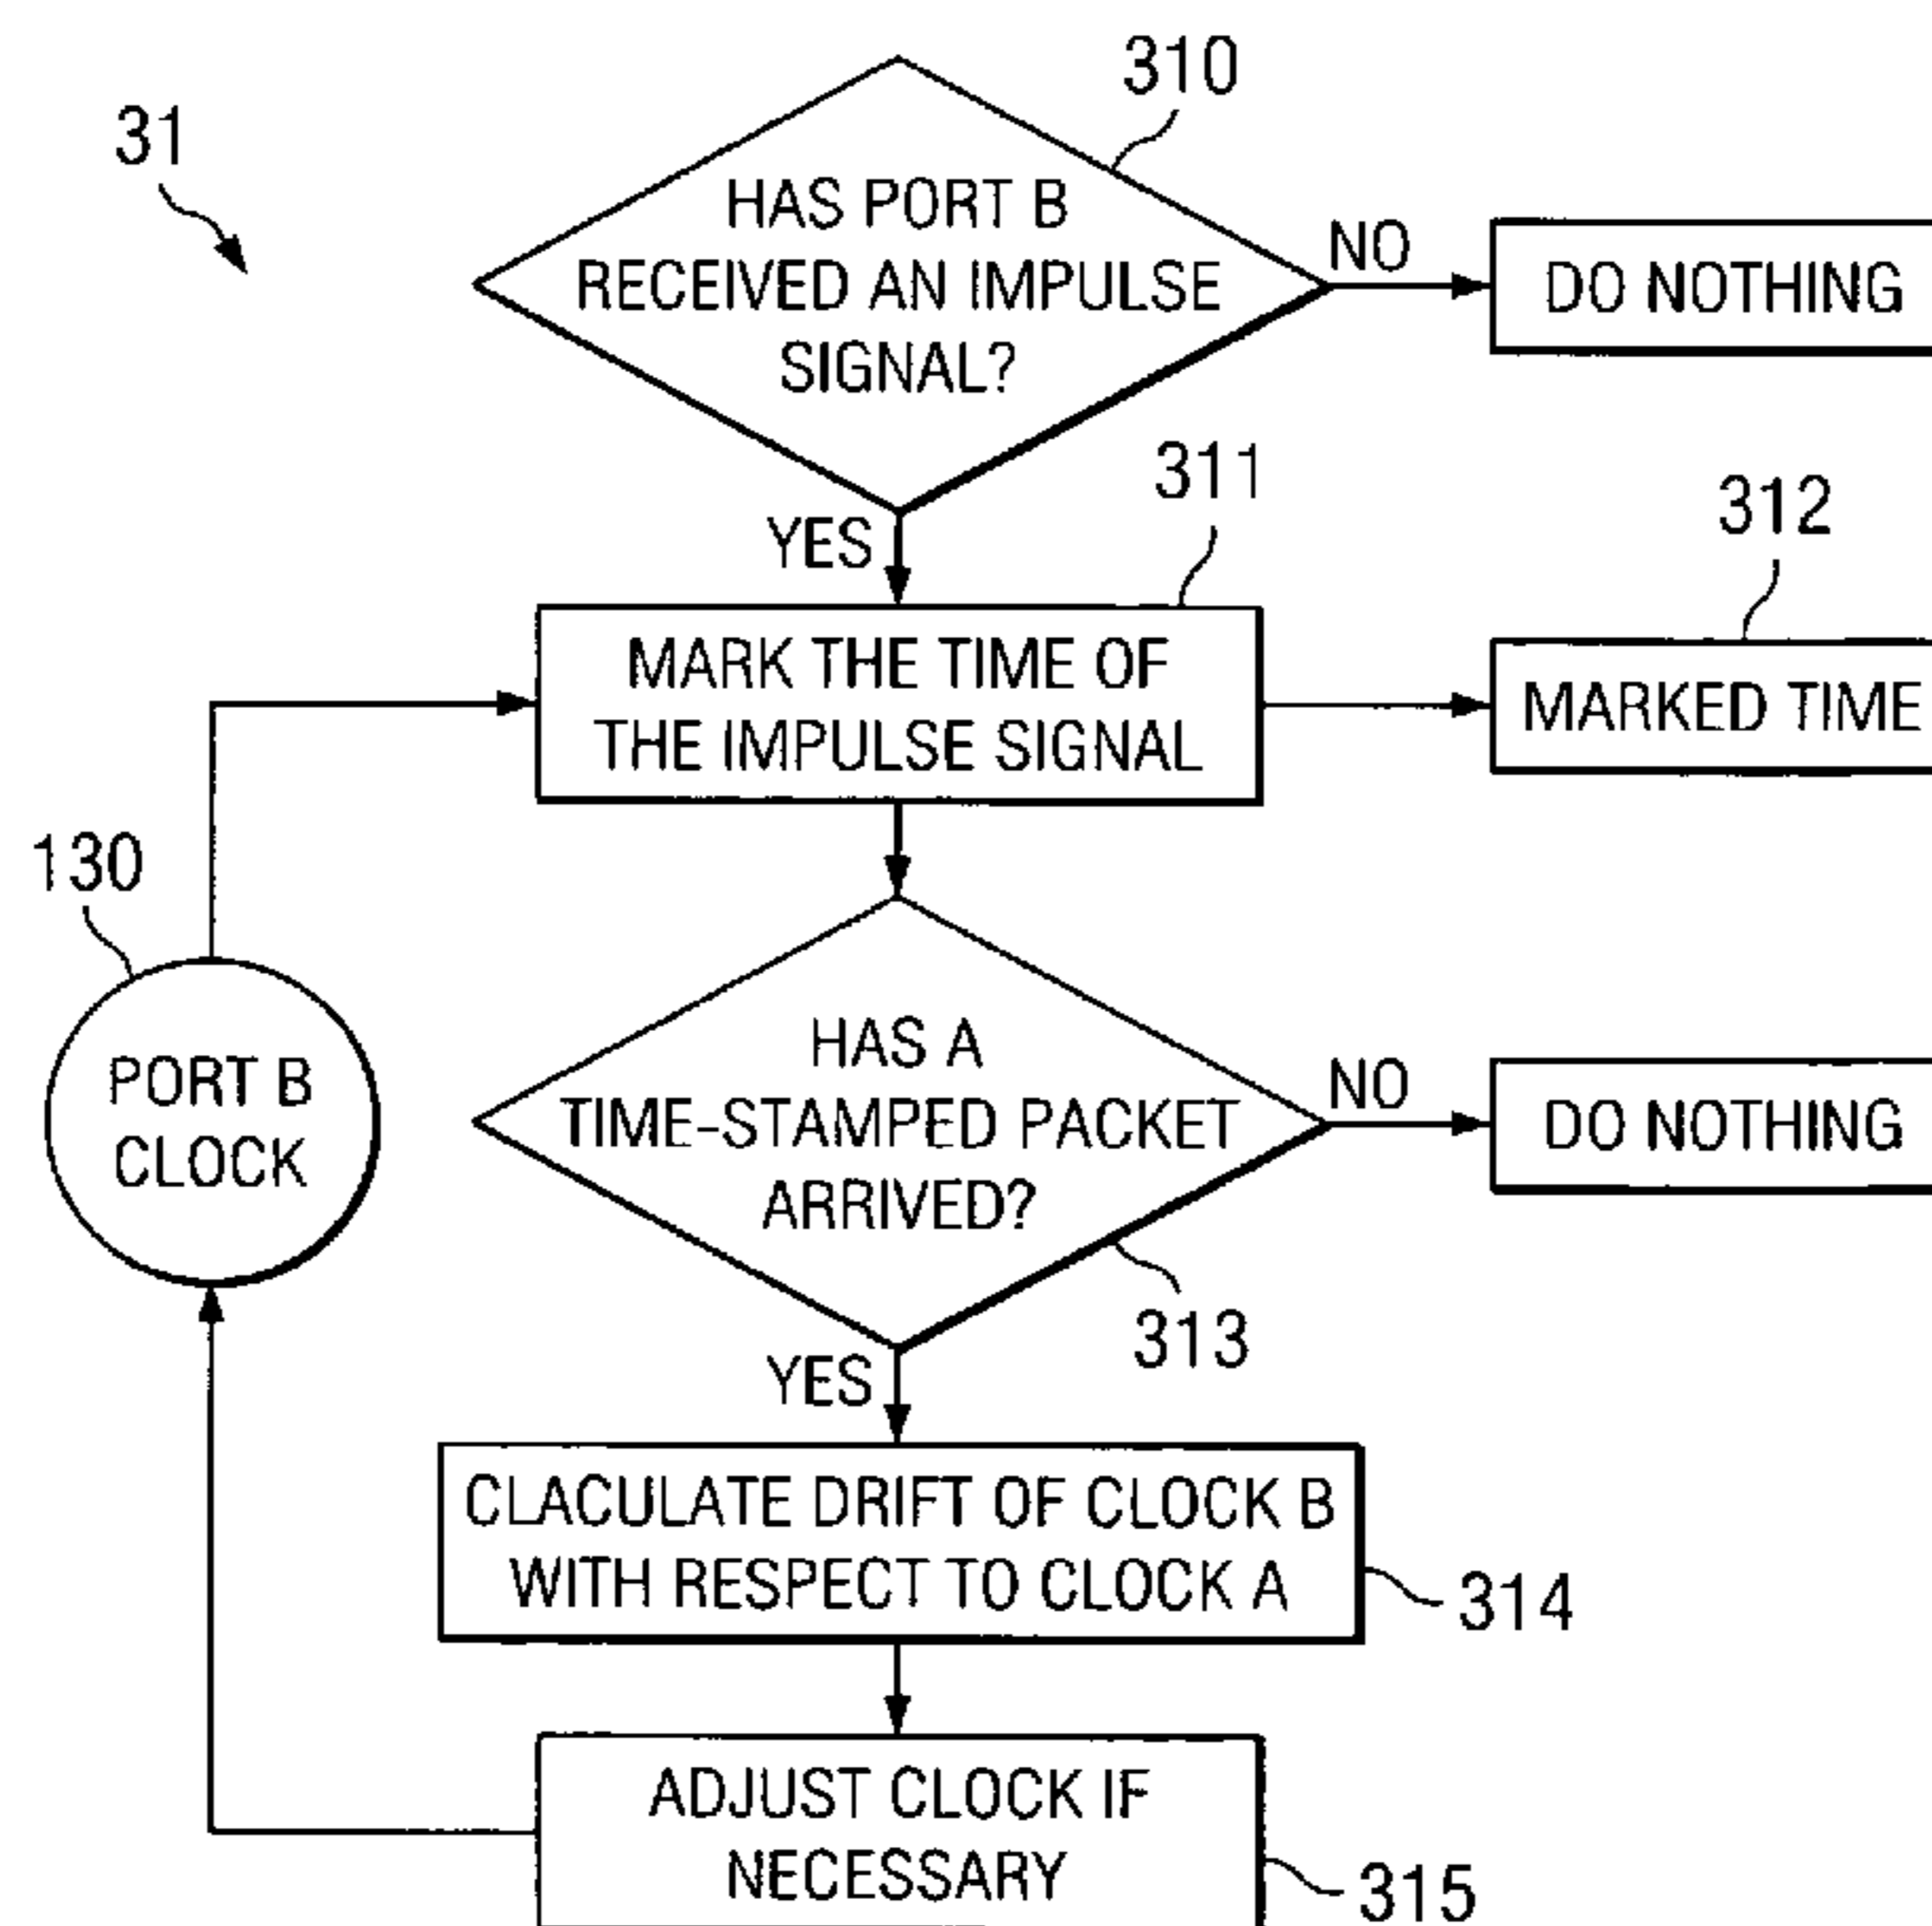 31
310
HAS PORT B
RECEIVED AN IMPULSE
SIGNAL?
NO
DO NOTHING
YES
311
312
MARK THE TIME OF
THE IMPULSE SIGNAL
MARKED TIME
130
PORT B
CLOCK
HAS A
TIME-STAMPED PACKET
ARRIVED?
NO
DO NOTHING
313
YES
CLACULATE DRIFT OF CLOCK B
WITH RESPECT TO CLOCK A
314
ADJUST CLOCK IF
NECESSARY
315